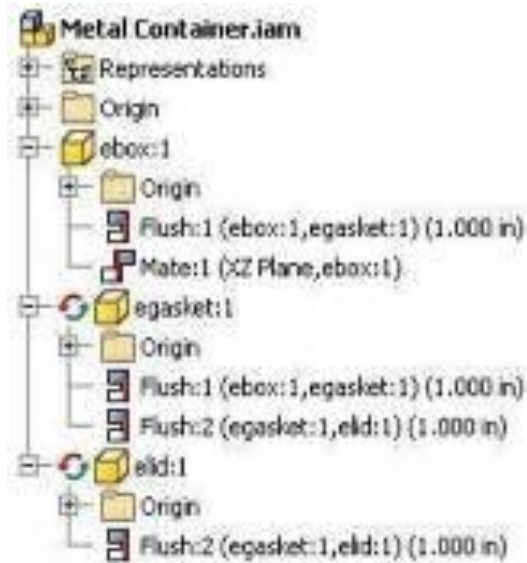 Metal Container.iam
Representations
Origin
ebox:1
Origin
Flush:1 (ebox:1,egasket:1) (1.000 in)
Mate:1 (XZ Plane,ebox:1)
egasket:1
Origin
Flush:1 (ebox:1,egasket:1) (1.000 in)
Flush:2 (egasket:1,elid:1) (1.000 in)
elid:1
Origin
Flush:2 (egasket:1,elid:1) (1.000 in)